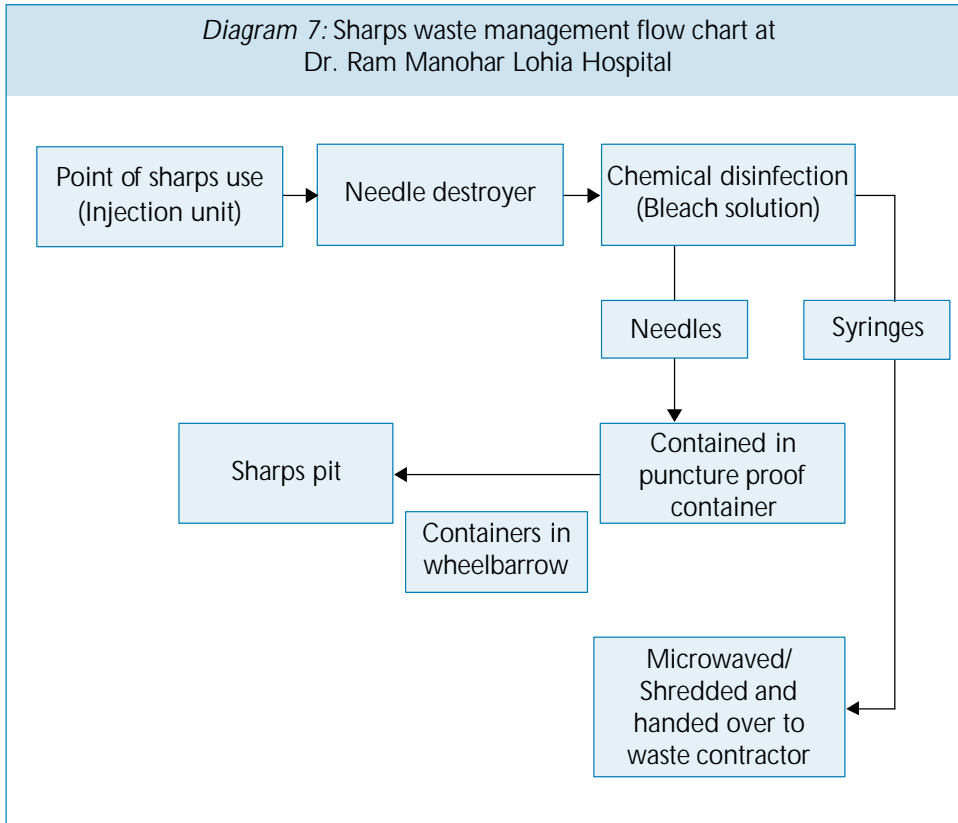 Diagram 7: Sharps waste management flow chart at
Dr. Ram Manohar Lohia Hospital
Point of sharps use
(Injection unit)
Needle destroyer
Chemical disinfection
(Bleach solution)
Needles
Syringes
Sharps pit
Contained in
puncture proof
container
Containers in
wheelbarrow
Microwaved/
Shredded and
handed over to
waste contractor